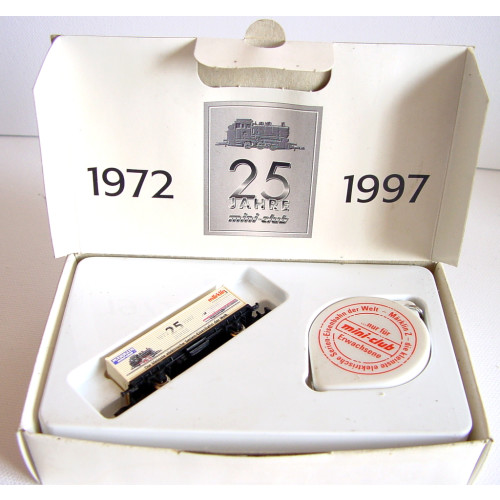 1972
25
JAHRE
mini-club
1997
märklin
25
die kleinste elektrische Serien-Eisenbahn der Welt – Märklin Z –
nur für
mini-club
Erwachsene